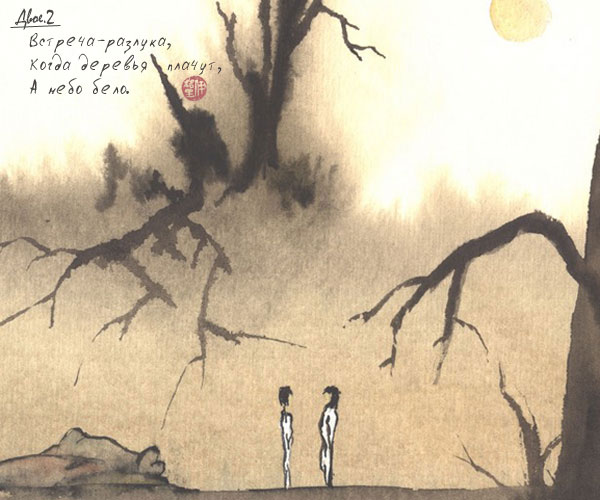 Двое.2
Встреча-разлука,
Когда деревья плачут,
А небо бело.